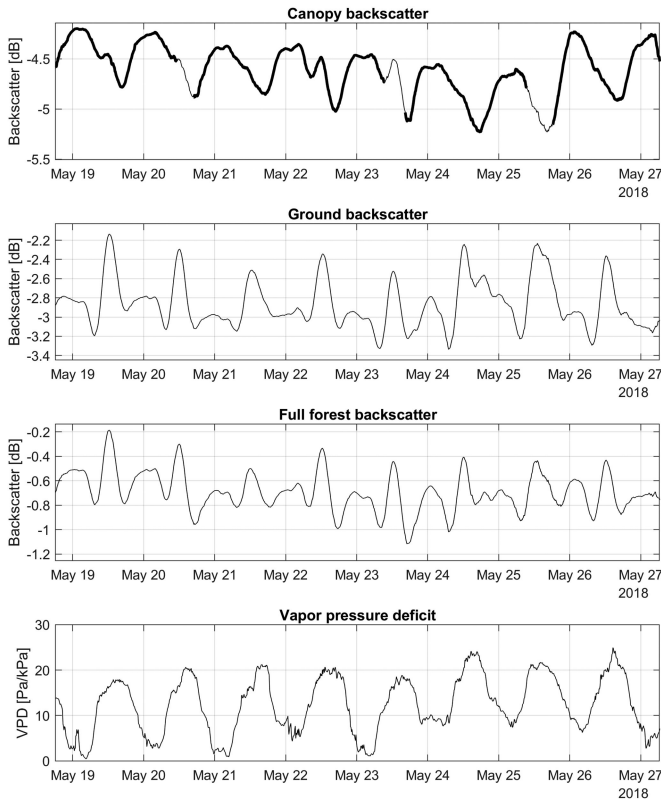 Canopy backscatter
Backscatter [dB]
-4.5
-5
-5.5
May 19 May 20 May 21 May 22 May 23 May 24 May 25 May 26 May 27
2018
Ground backscatter
Backscatter [dB]
-2.2
-2.4
-2.6
-2.8
-3
-3.2
-3.4
May 19 May 20 May 21 May 22 May 23 May 24 May 25 May 26 May 27
2018
Full forest backscatter
Backscatter [dB]
-0.2
-0.4
-0.6
-0.8
-1
-1.2
May 19 May 20 May 21 May 22 May 23 May 24 May 25 May 26 May 27
2018
Vapor pressure deficit
VPD [Pa/kPa]
30
20
10
0
May 19 May 20 May 21 May 22 May 23 May 24 May 25 May 26 May 27
2018